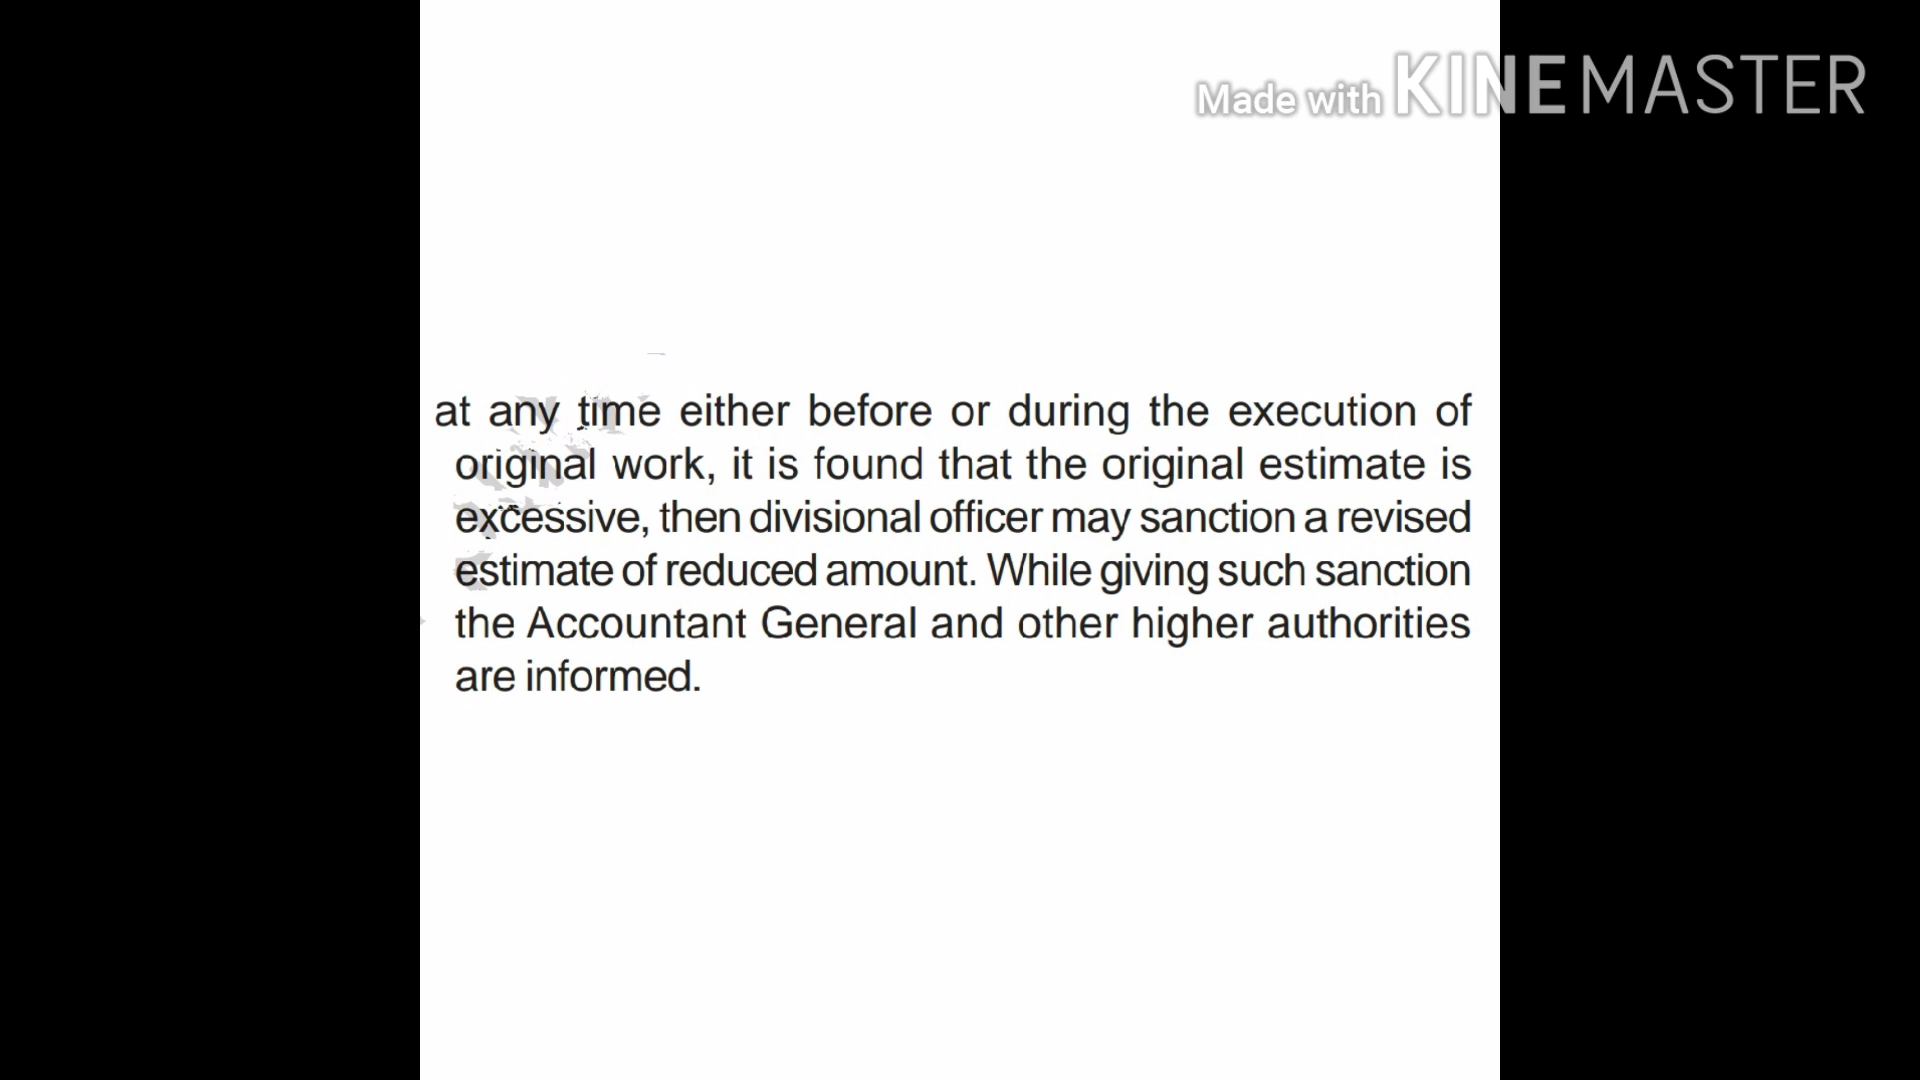 Made with KINEMASTER
at any time either before or during the execution of
original work, it is found that the original estimate is
excessive, then divisional officer may sanction a revised
estimate of reduced amount. While giving such sanction
the Accountant General and other higher authorities
are informed.